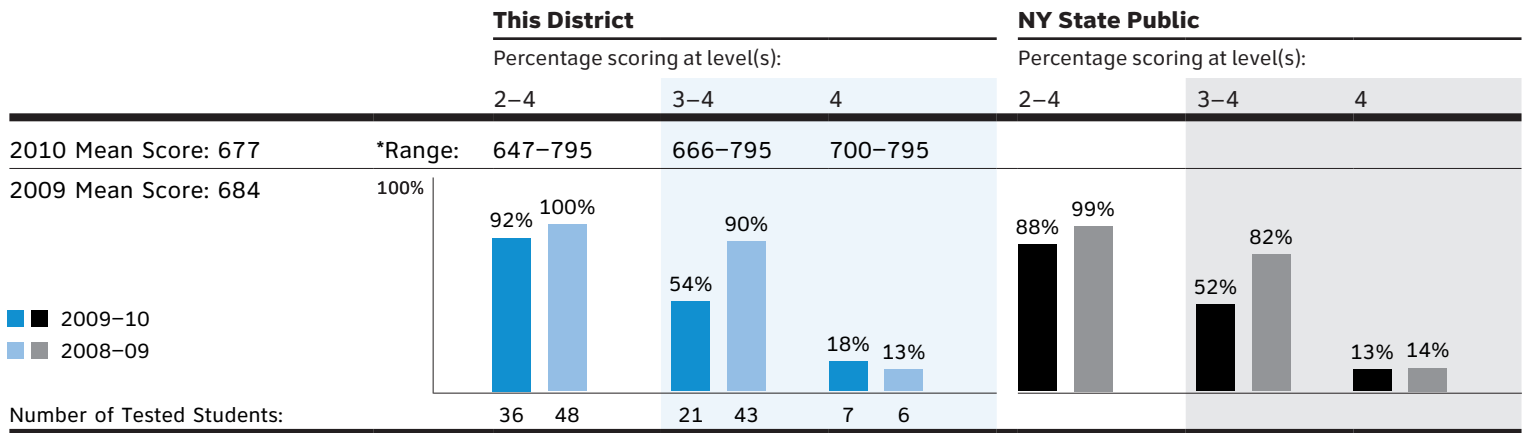 This District NY State Public
Percentage scoring at level(s): Percentage scoring at level(s):
2–4 3–4 4 2–4 3–4 4
2010 Mean Score: 677 *Range: 647–795 666–795 700–795
2009 Mean Score: 684 100%
92% 100% 90% 88% 99% 82%
54% 52%
18% 13% 13% 14%
2009–10
2008–09
Number of Tested Students: 36 48 21 43 7 6